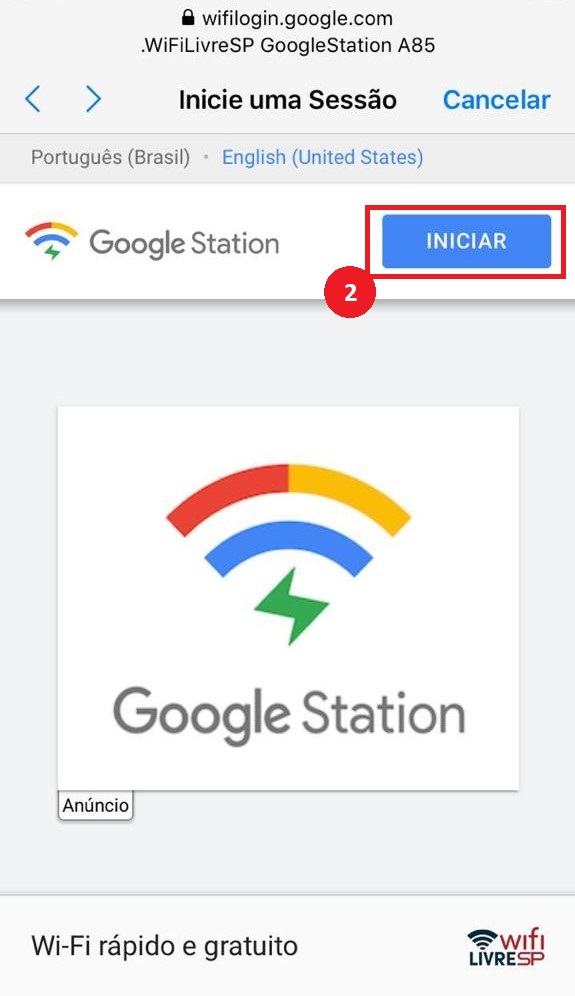 wifilogin.google.com
.WiFiLivreSP GoogleStation A85
Inicie uma Sessão
Cancelar
Português (Brasil) • English (United States)
Google Station
INICIAR
2
Google Station
Anúncio
Wi-Fi rápido e gratuito
wifi
LIVRESP